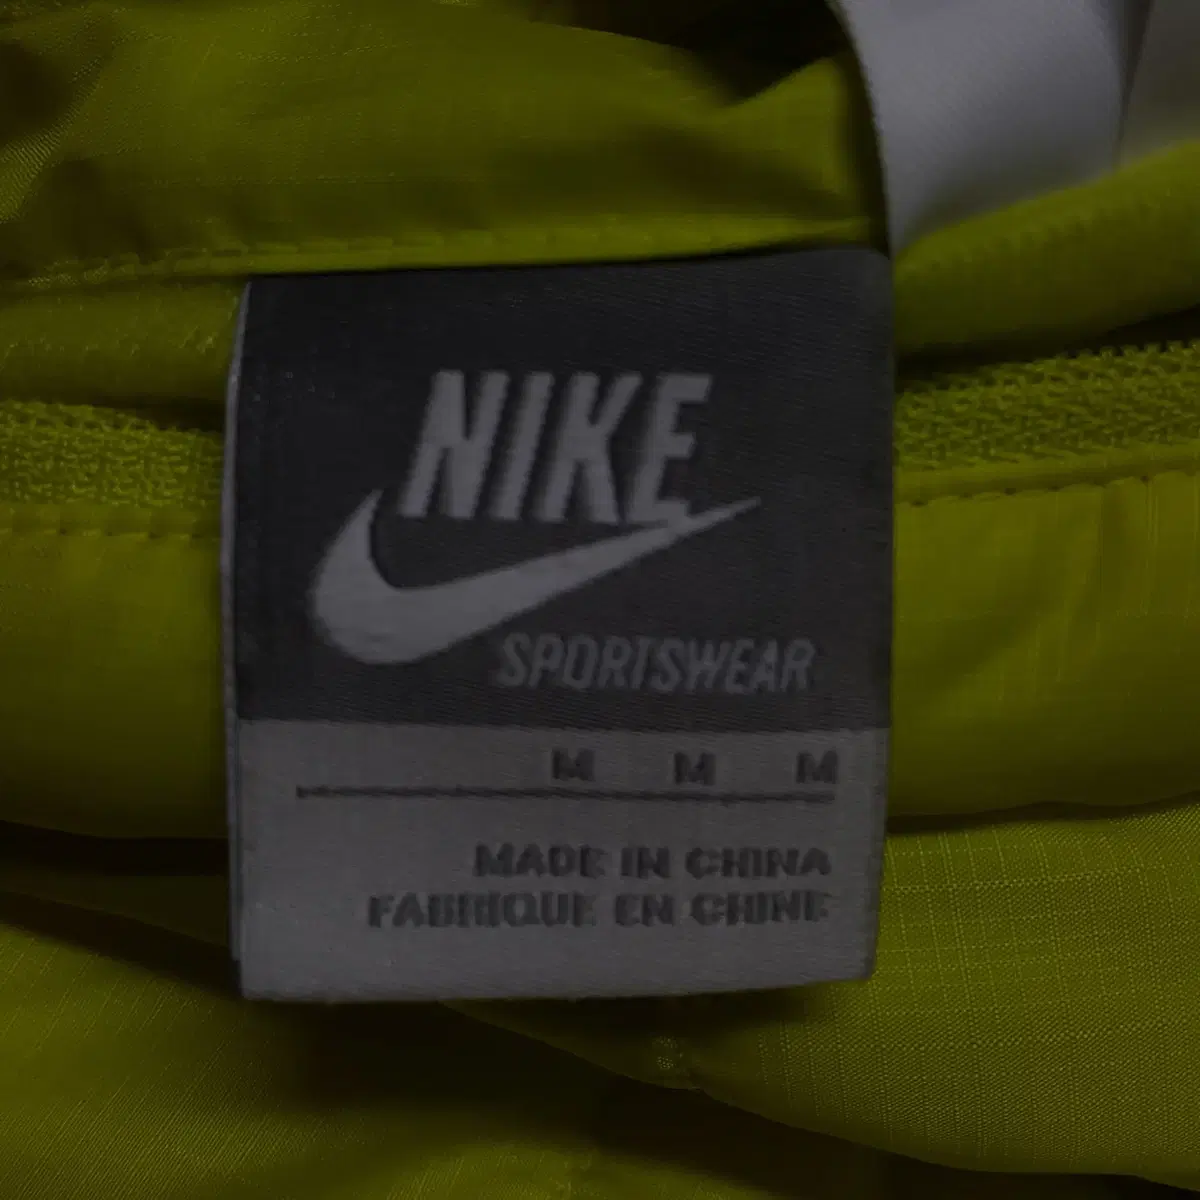 NIKE
SPORTSWEAR
M M M
MADE IN CHINA
FABRIQUE EN CHINE